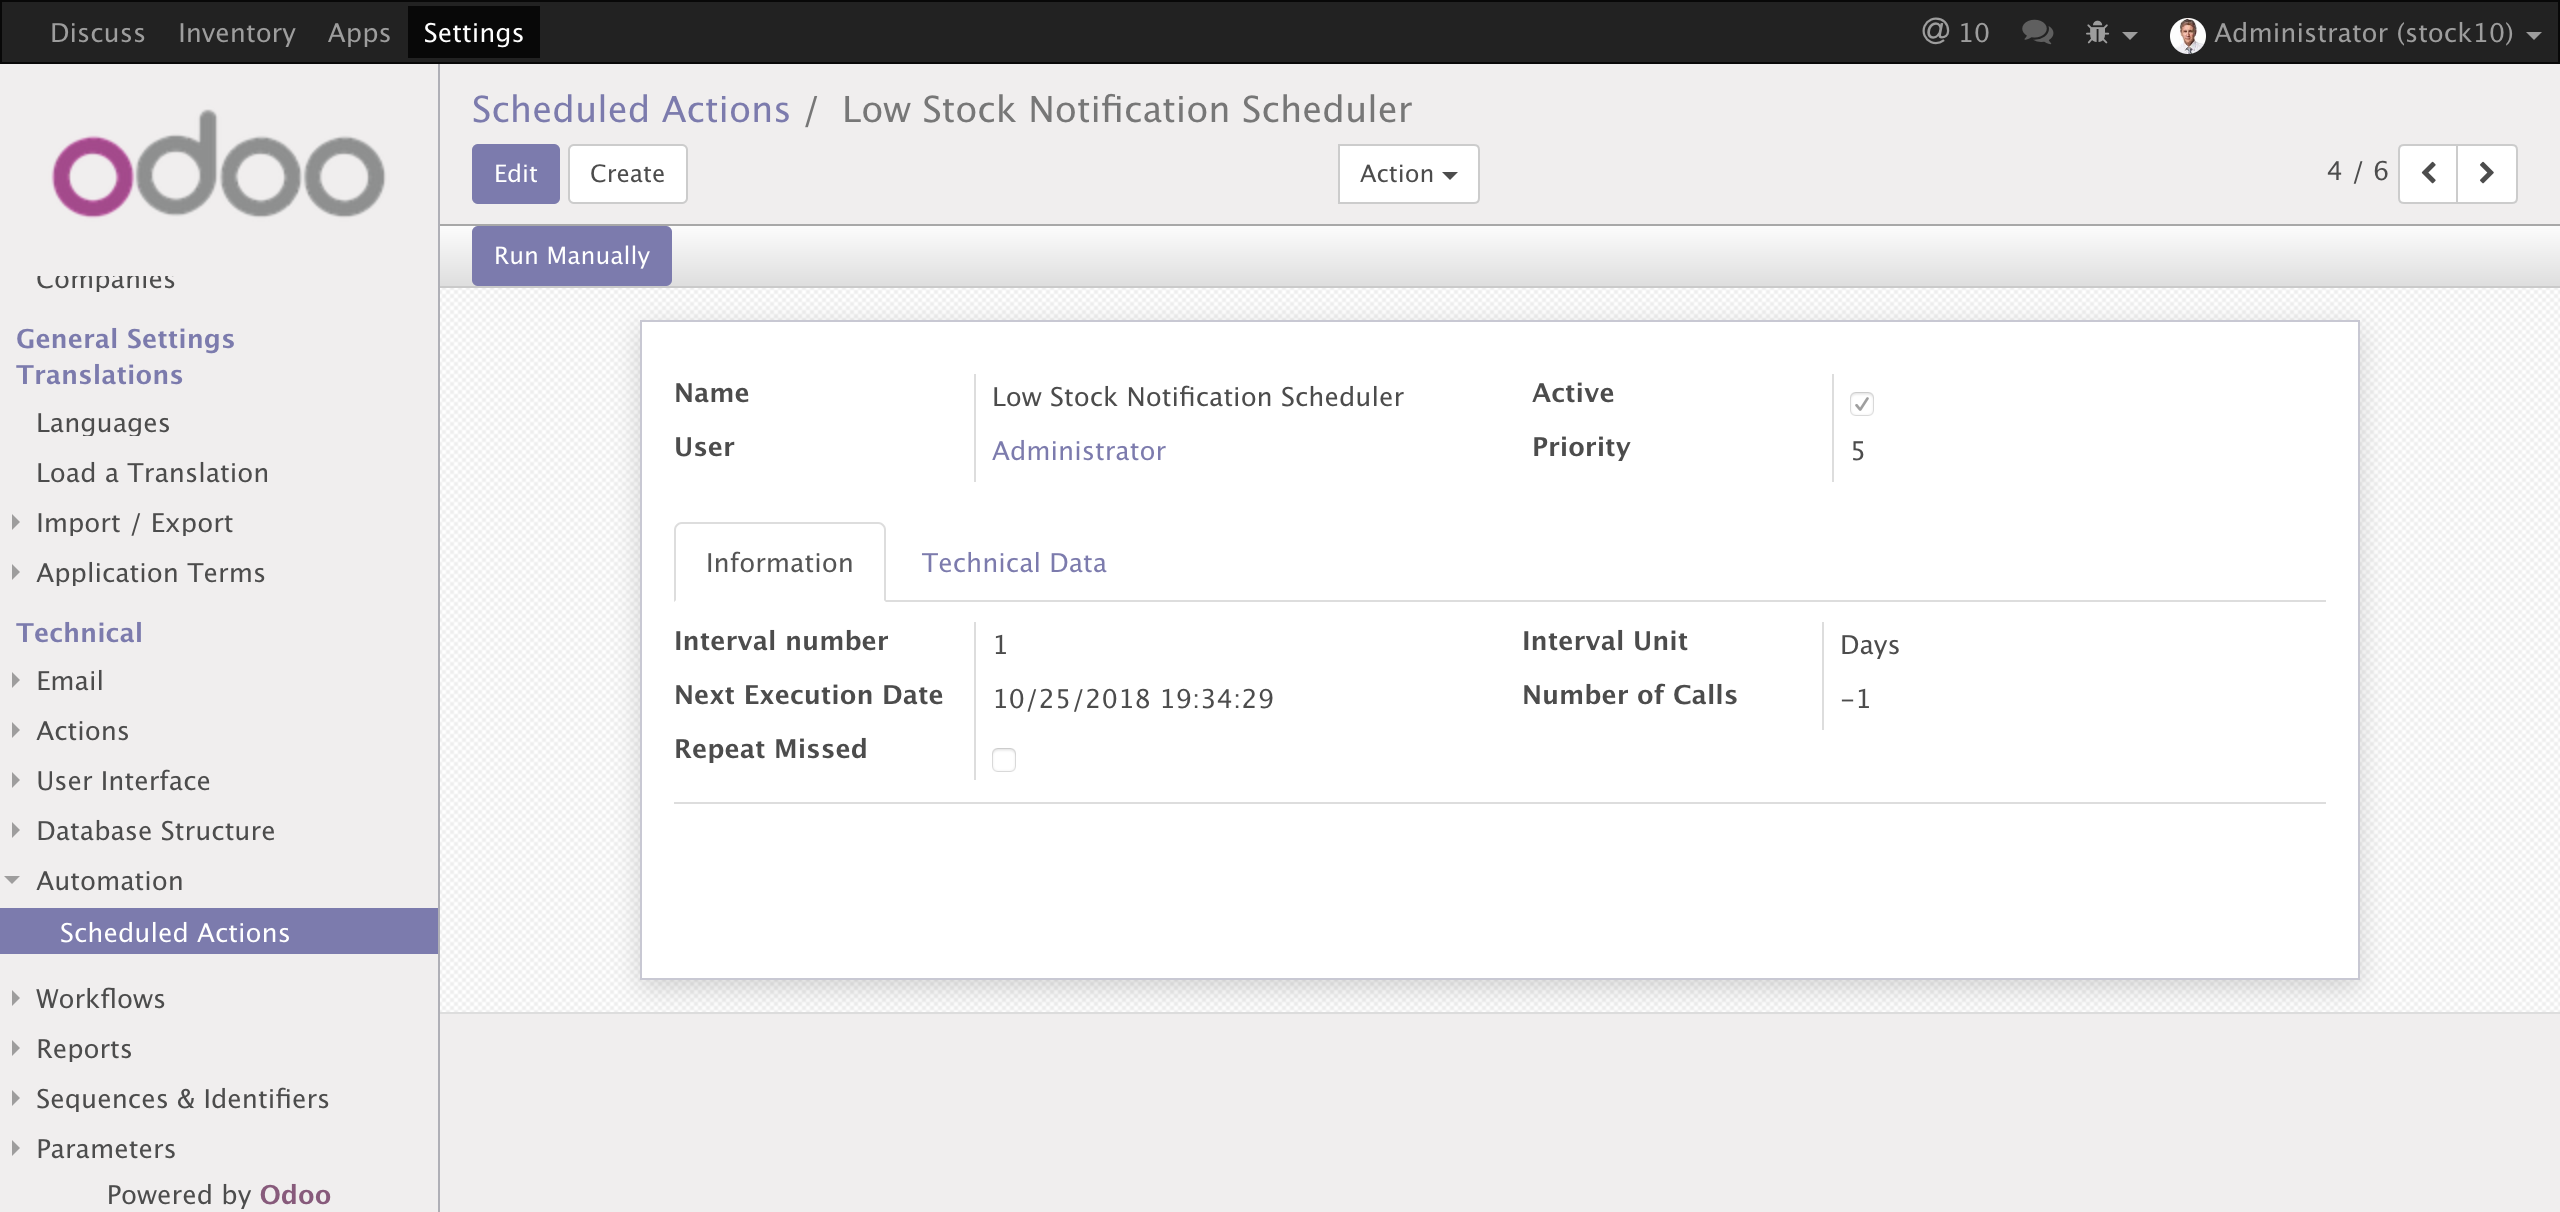 Discuss Inventory Apps Settings @ 10 Administrator (stock10)
odoo
Companies
General Settings
Translations
Languages
Load a Translation
Import / Export
Application Terms
Technical
Email
Actions
User Interface
Database Structure
Automation
Scheduled Actions
Workflows
Reports
Sequences & Identifiers
Parameters
Powered by Odoo
Scheduled Actions / Low Stock Notification Scheduler
Edit Create Action 4 / 6
Run Manually
Name Low Stock Notification Scheduler Active
User Administrator Priority 5
Information Technical Data
Interval number 1 Interval Unit Days
Next Execution Date 10/25/2018 19:34:29 Number of Calls -1
Repeat Missed